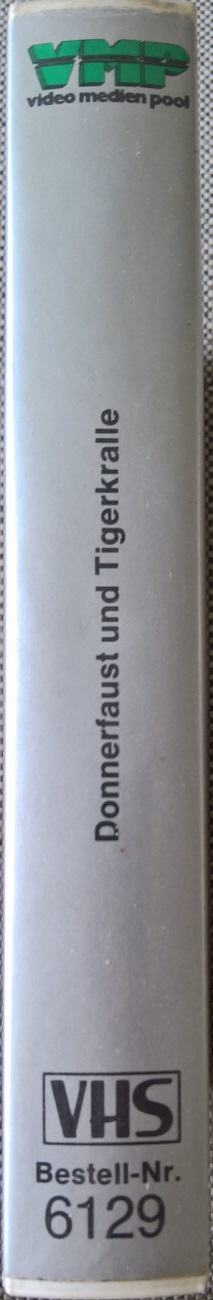 VMP
video medien pool
Donnerfaust und Tigerkralle
VHS
Bestell-Nr.
6129